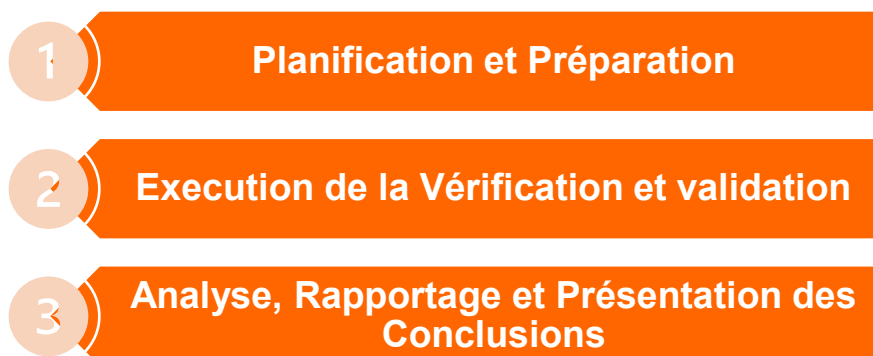 1
Planification et Préparation
2
Execution de la Vérification et validation
3
Analyse, Rapportage et Présentation des
Conclusions